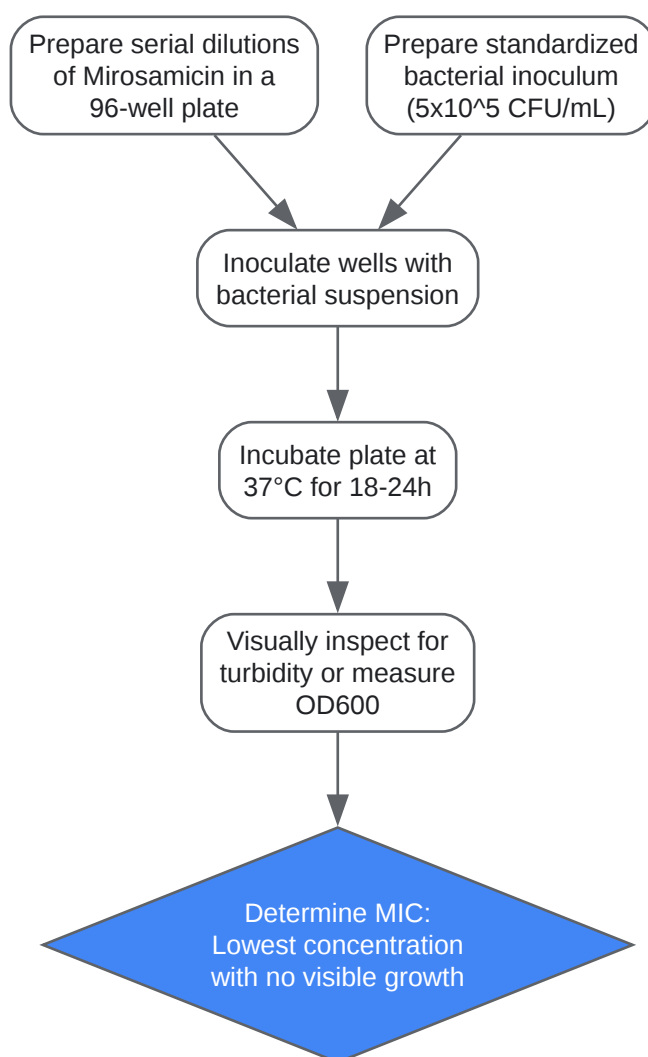 Prepare serial dilutions
of Mirosamicin in a
96-well plate
Prepare standardized
bacterial inoculum
(5x10^5 CFU/mL)
Inoculate wells with
bacterial suspension
Incubate plate at
37°C for 18-24h
Visually inspect for
turbidity or measure
OD600
Determine MIC:
Lowest concentration
with no visible growth